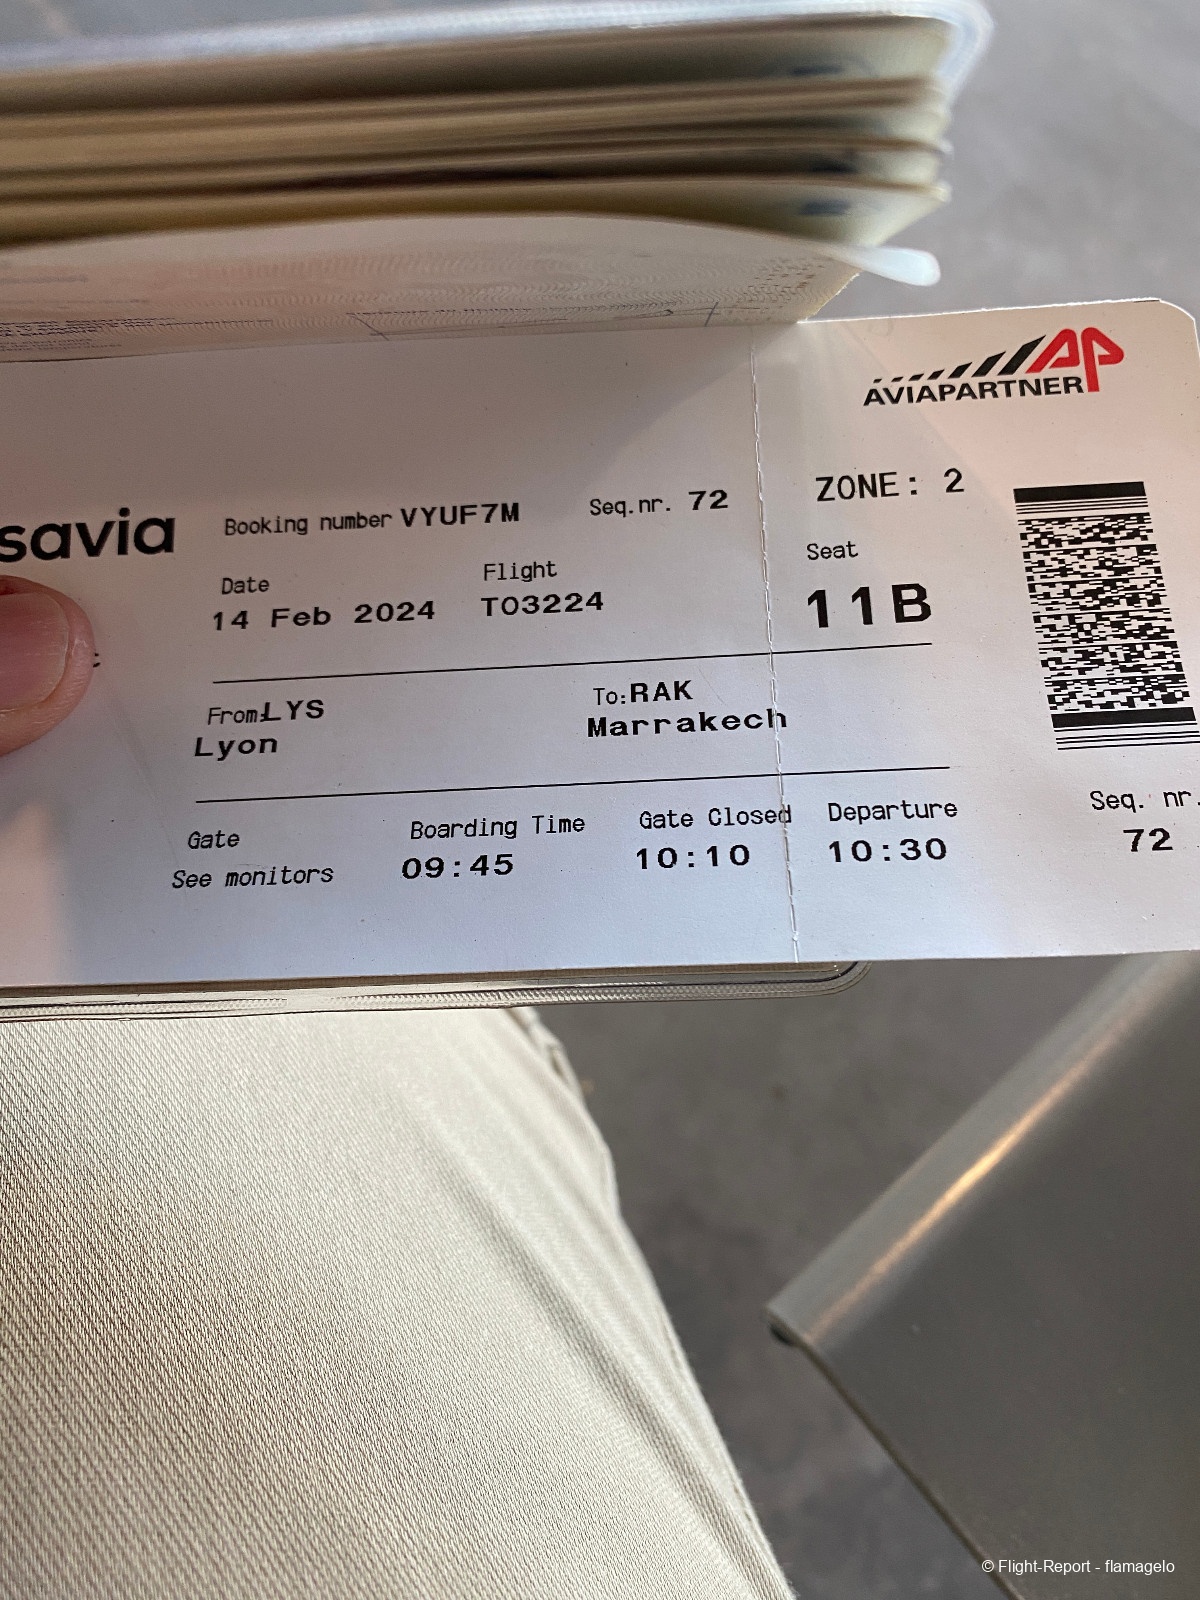 AP
AVIAPARTNER
ZONE: 2
savia
Booking number VYUF7M
Seq.nr. 72
Seat
11B
Date
14 Feb 2024
Flight
TO3224
From:LYS
Lyon
To:RAK
Marrakech
Gate
See monitors
Boarding Time
09:45
Gate Closed
10:10
Departure
10:30
Seq. nr.
72
© Flight-Report - flamagelo